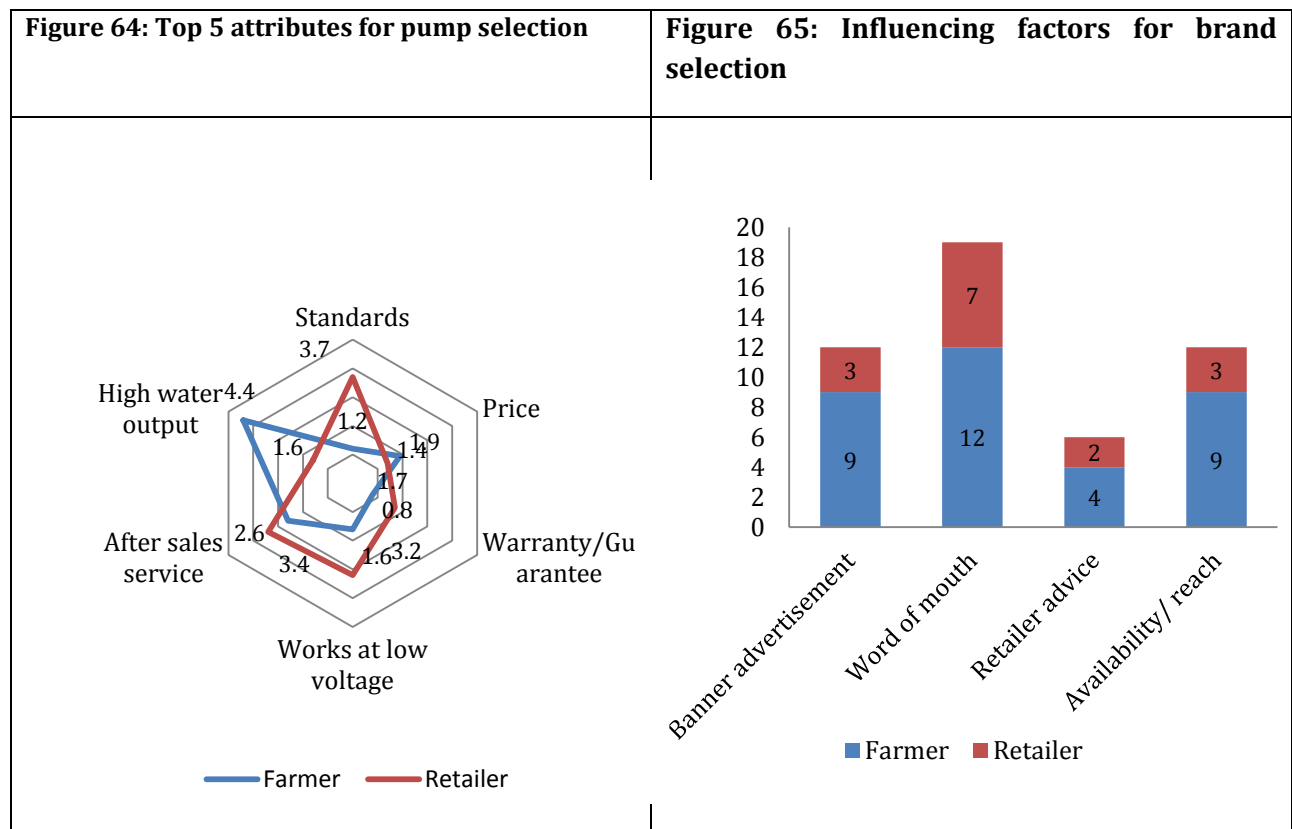 Figure 64: Top 5 attributes for pump selection
Figure 65: Influencing factors for brand
selection
Standards
3.7
High water
output
4.4
Price
1.2
1.6
1.9
1.4
1.7
0.8
After sales
service
2.6
3.4
1.6
3.2
Warranty/Gu
arantee
Works at low
voltage
Farmer
Retailer
20
18
16
14
12
10
8
6
4
2
0
3
9
7
12
2
4
3
9
Banner advertisement
Word of mouth
Retailer advice
Availability/ reach
Farmer
Retailer